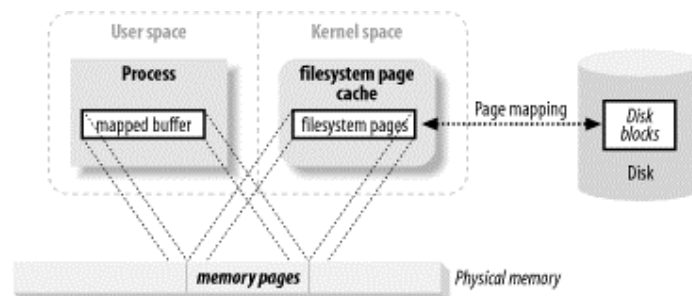 User space
Kernel space
Process
filesystem page
cache
mapped buffer
filesystem pages
Page mapping
Disk
blocks
Disk
memory pages
Physical memory